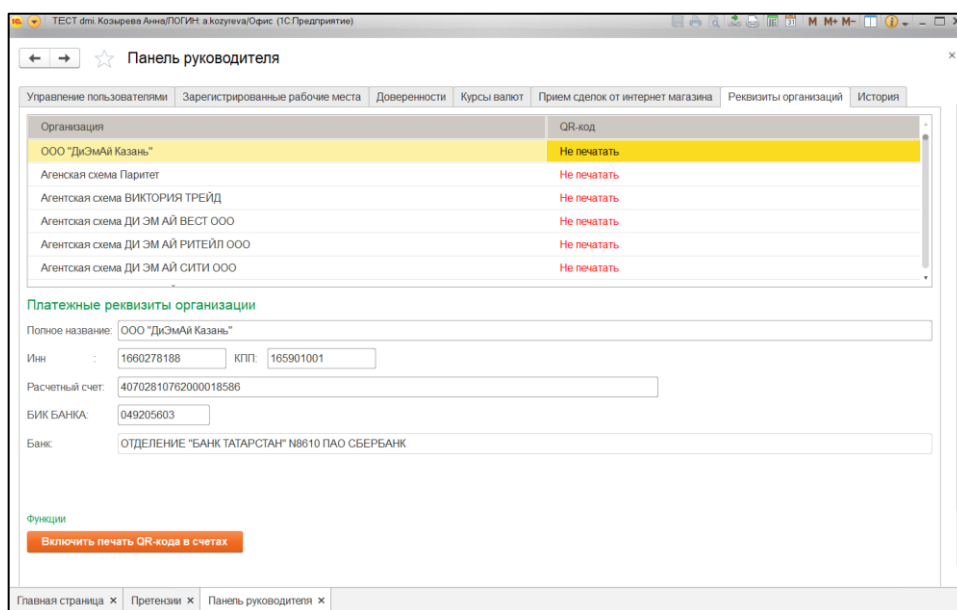 ТЕСТ dmi. Козырева Анна/ЛОГИН: a.kozyreva/Офис (1С:Предприятие)
M M+ M-
Панель руководителя
Управление пользователями Зарегистрированные рабочие места Доверенности Курсы валют Прием сделок от интернет магазина Реквизиты организаций История
Организация QR-код
ООО "ДиЭмАй Казань" Не печатать
Агенская схема Паритет Не печатать
Агентская схема ВИКТОРИЯ ТРЕЙД Не печатать
Агентская схема ДИ ЭМ АЙ ВЕСТ ООО Не печатать
Агентская схема ДИ ЭМ АЙ РИТЕЙЛ ООО Не печатать
Агентская схема ДИ ЭМ АЙ СИТИ ООО Не печатать
Платежные реквизиты организации
Полное название: ООО "ДиЭмАй Казань"
Инн : 1660278188 КПП: 165901001
Расчетный счет: 40702810762000018586
БИК БАНКА: 049205603
Банк: ОТДЕЛЕНИЕ "БАНК ТАТАРСТАН" N8610 ПАО СБЕРБАНК
Функции
Включить печать QR-кода в счетах
Главная страница × Претензии × Панель руководителя ×